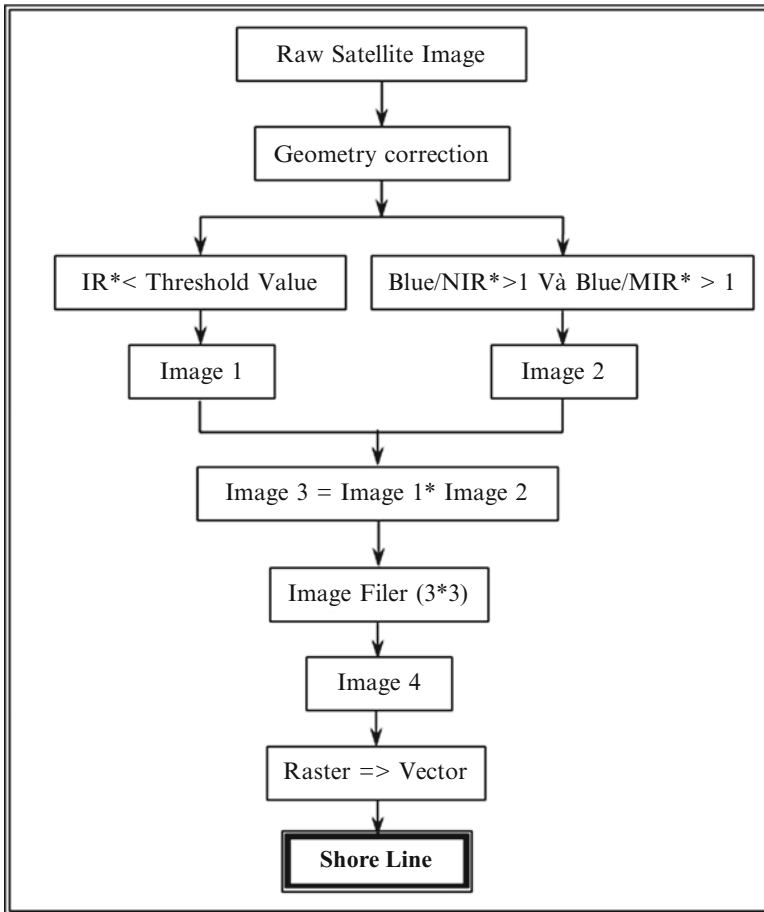 Raw Satellite Image
Geometry correction
IR*< Threshold Value
Blue/NIR*>1 Và Blue/MIR* > 1
Image 1
Image 2
Image 3 = Image 1* Image 2
Image Filer (3*3)
Image 4
Raster => Vector
Shore Line